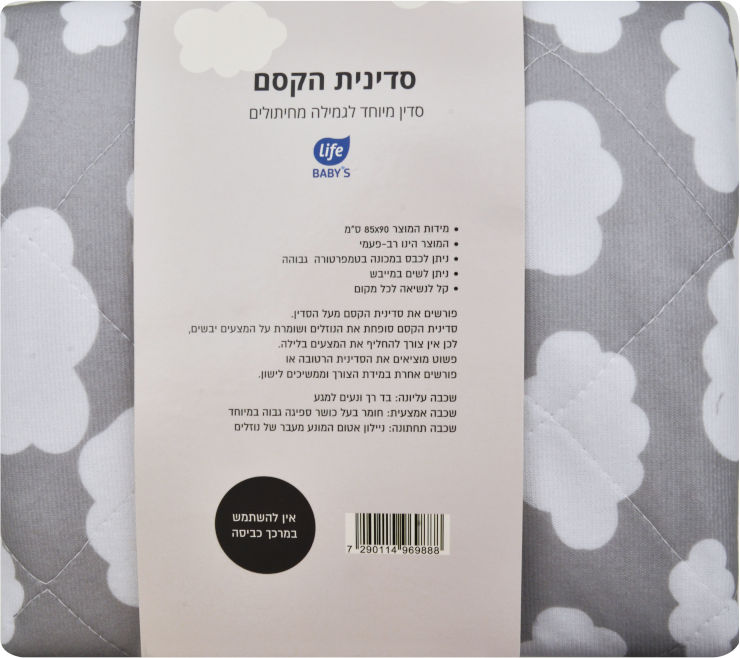 סדינית הקסם
סדין מיוחד לגמילה מחיתולים
life
BABY'S
• מידות המוצר 85x90 ס"מ
• המוצר הינו רב-פעמי
• ניתן לכבס במכונה בטמפרטורה גבוהה
• ניתן לשים במייבש
• קל לנשיאה לכל מקום
פורשים את סדינית הקסם מעל הסדין.
סדינית הקסם סופחת את הנוזלים ושומרת על המצעים יבשים,
לכן אין צורך להחליף את המצעים בלילה.
פשוט מוציאים את הסדינית הרטובה או
פורשים אחרת במידת הצורך וממשיכים לישון.
שכבה עליונה: בד רך ונעים למגע
שכבה אמצעית: חומר בעל כושר ספיגה גבוה במיוחד
שכבה תחתונה: ניילון אטום המונע מעבר של נוזלים
אין להשתמש
במרכך כביסה
7 290114 969888